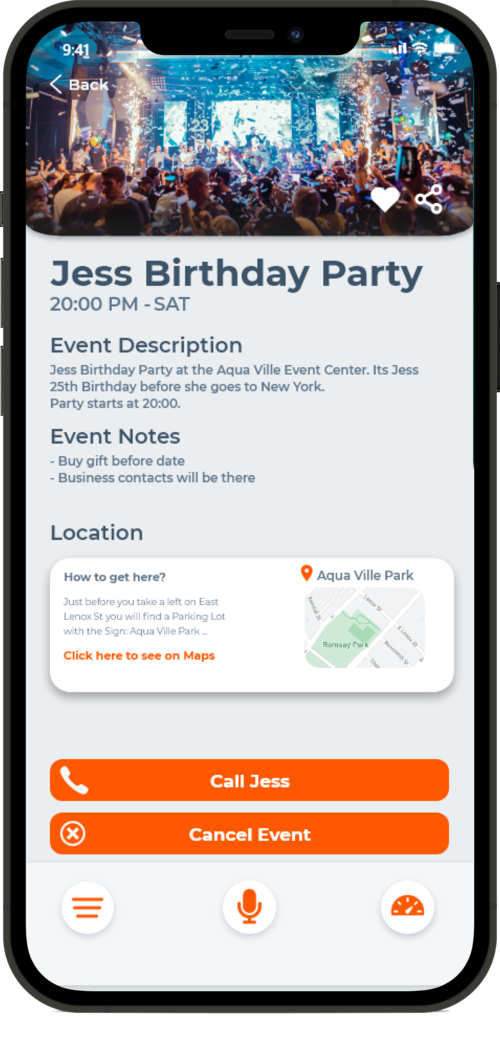 9:41
Back
Jess Birthday Party
20:00 PM - SAT
Event Description
Jess Birthday Party at the Aqua Ville Event Center. Its Jess
25th Birthday before she goes to New York.
Party starts at 20:00.
Event Notes
- Buy gift before date
- Business contacts will be there
Location
How to get here?
Just before you take a left on East
Lenox St you will find a Parking Lot
with the Sign: Aqua Ville Park ...
Click here to see on Maps
Aqua Ville Park
Lenox St
E Lenox St
Ramsay Park
Call Jess
Cancel Event